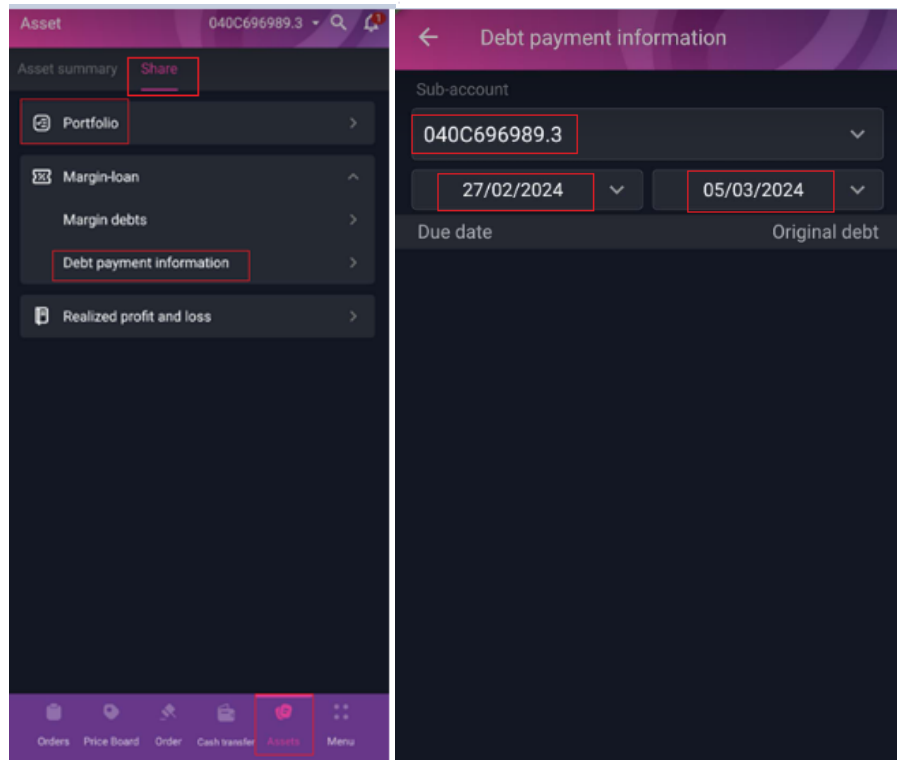 Asset 040C696989.3 1
Asset summary Share
Portfolio
Margin-loan
Margin debts
Debt payment information
Realized profit and loss
Orders Price Board Order Cash transfer Assets Menu
Debt payment information
Sub-account
040C696989.3
27/02/2024 05/03/2024
Due date Original debt